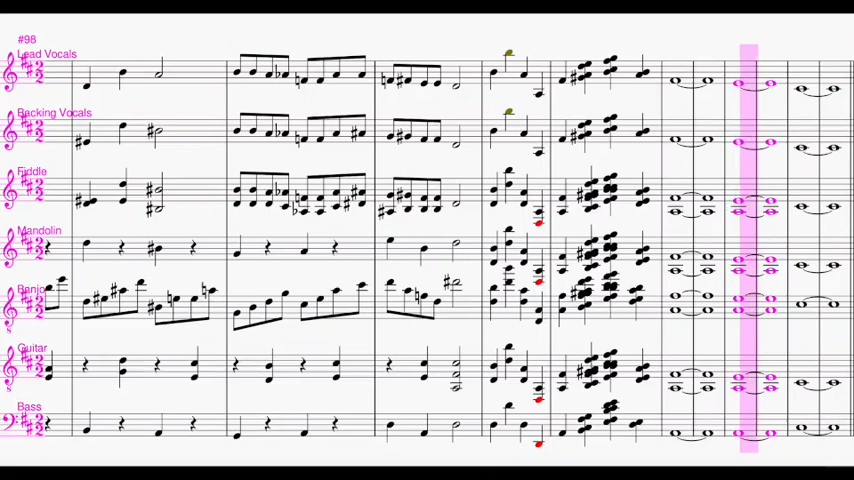 #98
Lead Vocals
Backing Vocals
Fiddle
Mandolin
Banjo
Guitar
Bass